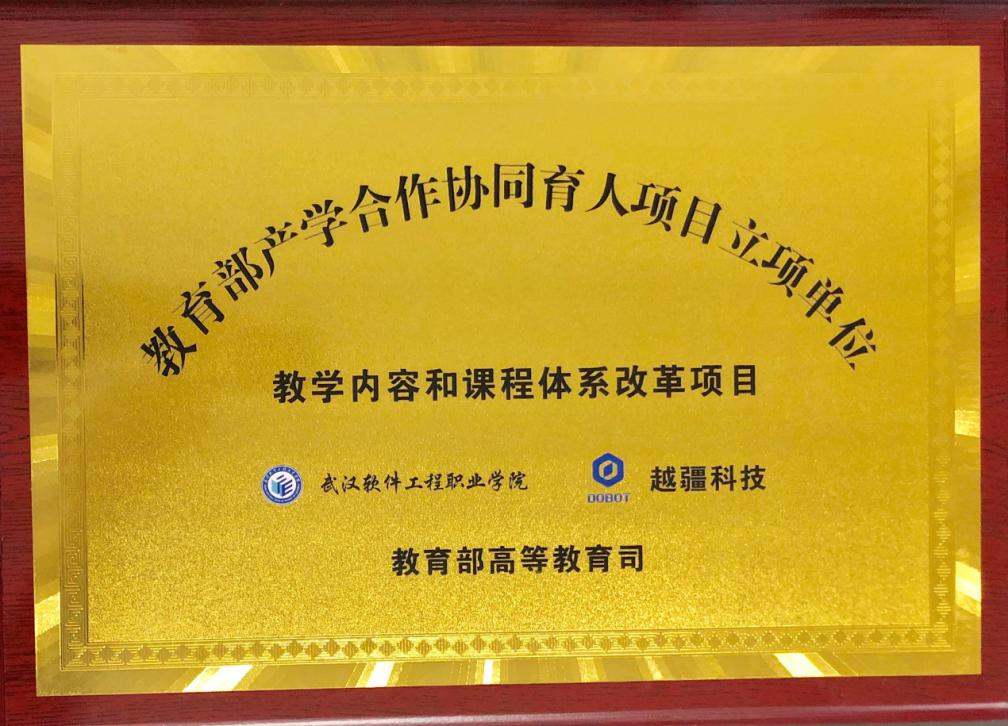 教育部产学合作协同育人项目立项单位
教学内容和课程体系改革项目
武汉软件工程职业学院
DOBOT
越疆科技
教育部高等教育司